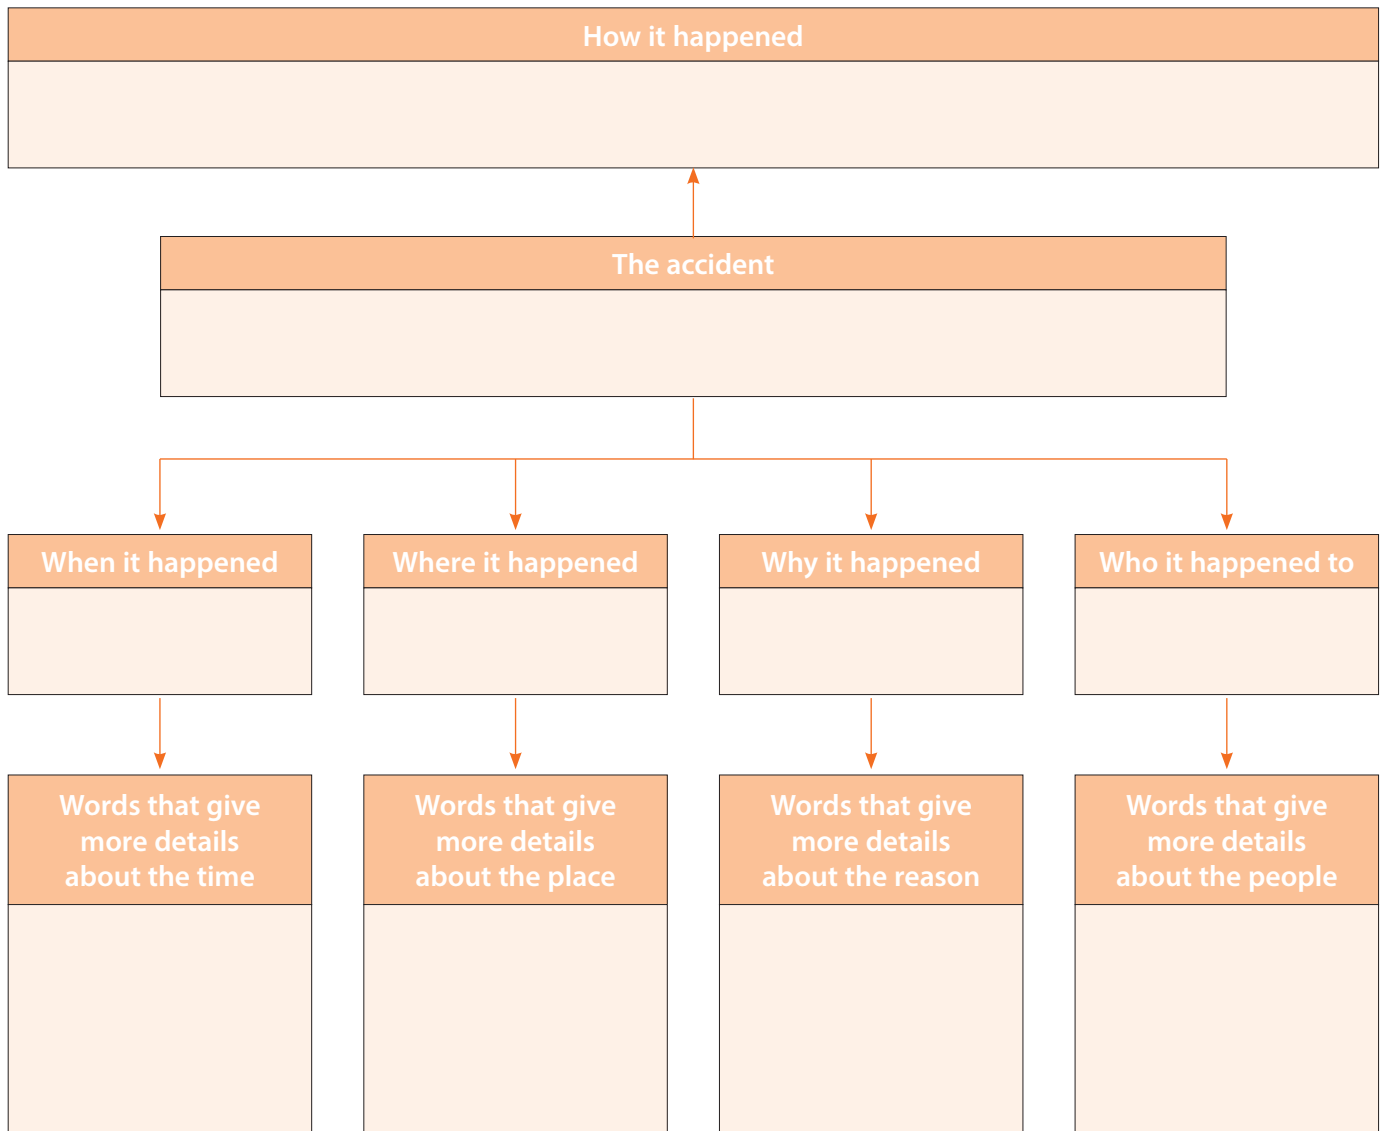 How it happened
The accident
When it happened
Where it happened
Why it happened
Who it happened to
Words that give
more details
about the time
Words that give
more details
about the place
Words that give
more details
about the reason
Words that give
more details
about the people